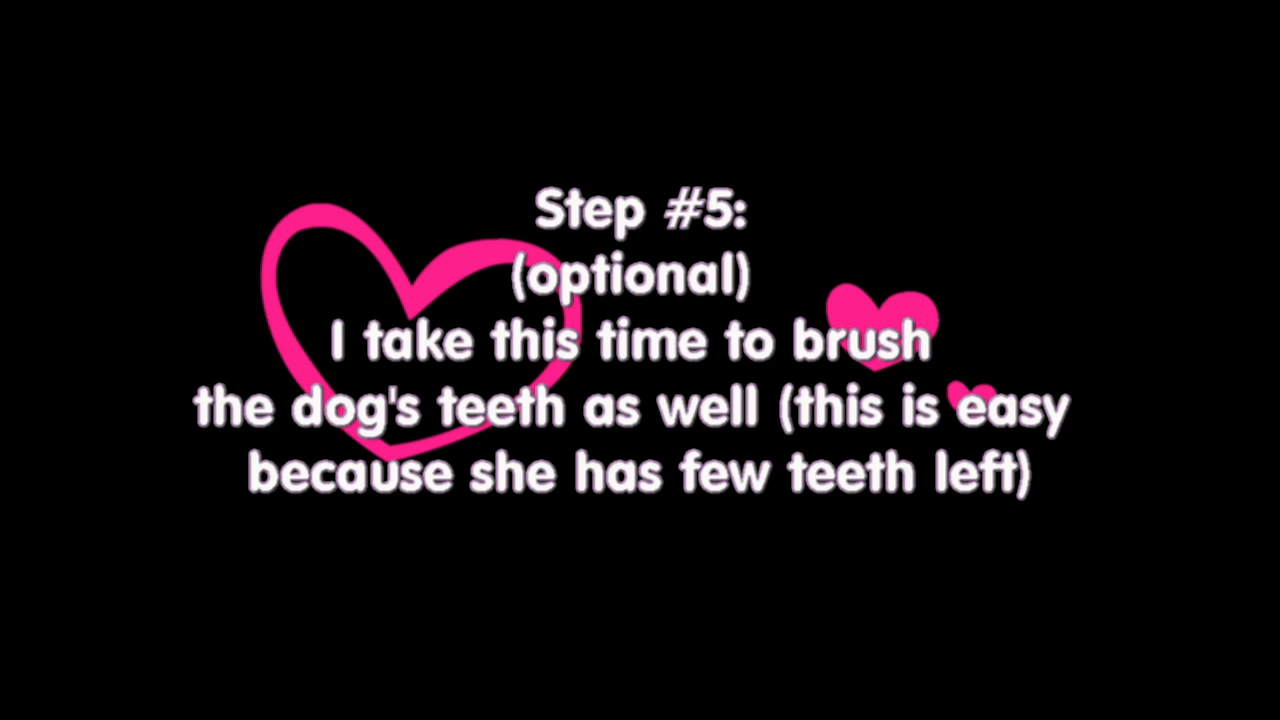 Step #5:
(optional)
I take this time to brush
the dog's teeth as well (this is easy
because she has few teeth left)